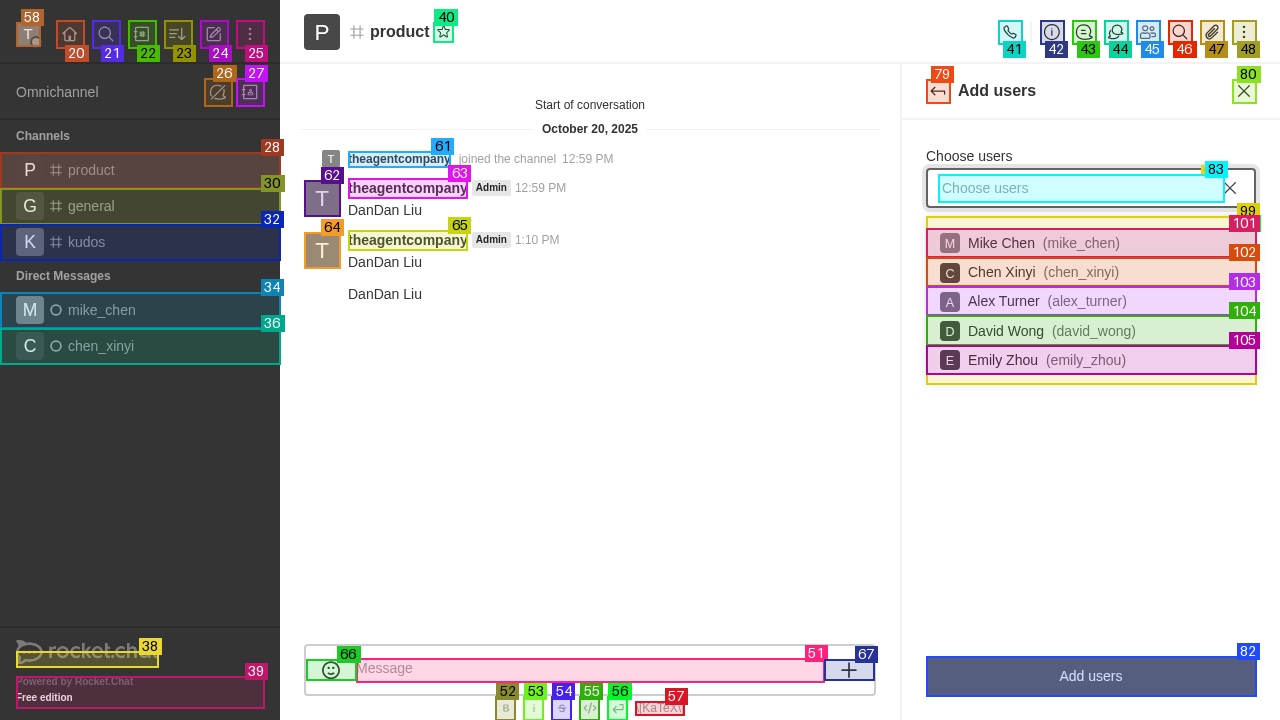 58
T
20
21
22
23
24
25
Omnichannel
26
27
Channels
28
P product
30
G general
32
K kudos
Direct Messages
34
M mike_chen
36
C chen_xinyi
38
rocket.chat
39
Powered by Rocket.Chat
Free edition
P product
40
41
42
43
44
45
46
47
48
Start of conversation
October 20, 2025
61
T theagentcompany joined the channel 12:59 PM
62
63
T theagentcompany Admin 12:59 PM
DanDan Liu
64
65
T theagentcompany Admin 1:10 PM
DanDan Liu
DanDan Liu
66
51
67
Message
52
53
54
55
56
57
B
i
S
KaTeX
79
80
Add users
Choose users
83
Choose users
99
101
M Mike Chen (mike_chen)
102
C Chen Xinyi (chen_xinyi)
103
A Alex Turner (alex_turner)
104
D David Wong (david_wong)
105
E Emily Zhou (emily_zhou)
82
Add users